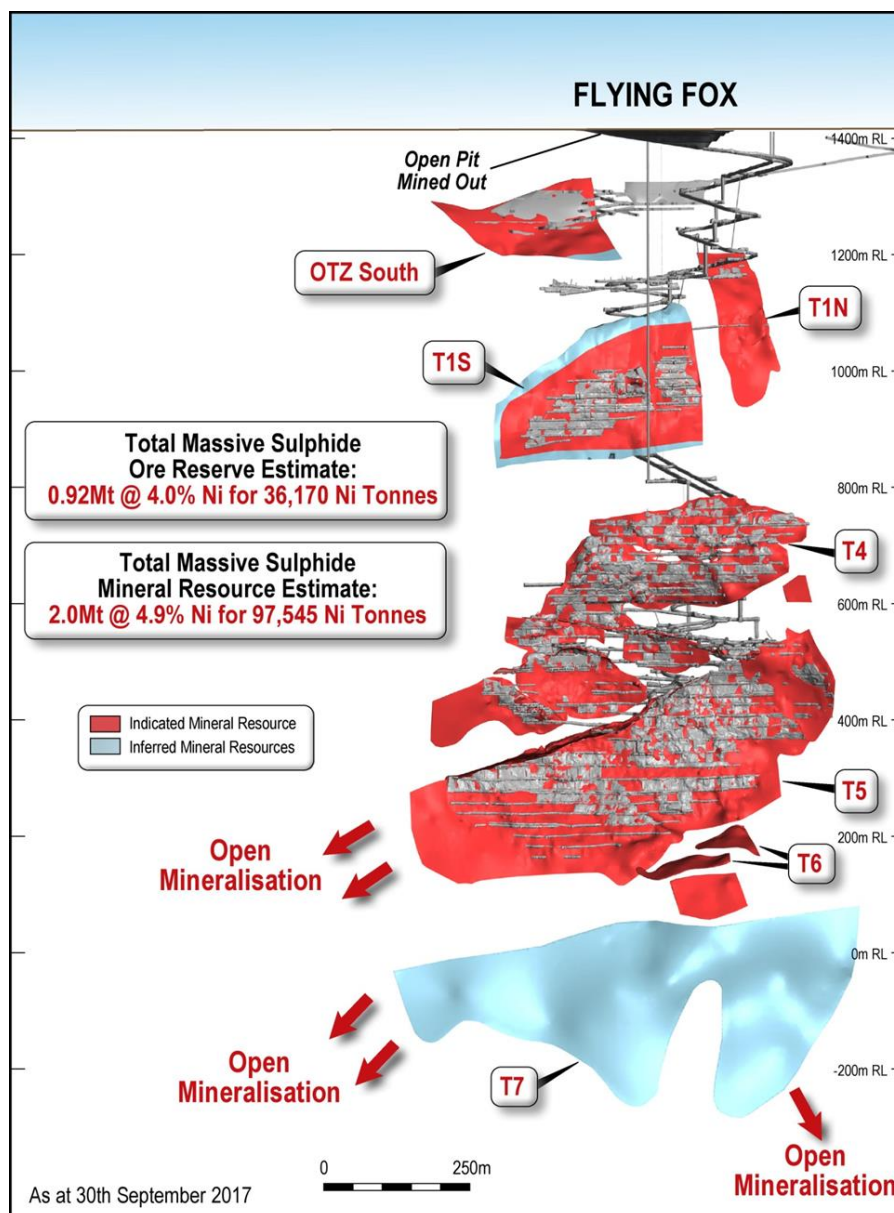 FLYING FOX
1400m RL
Open Pit
Mined Out
1200m RL
OTZ South
T1N
T1S
1000m RL
Total Massive Sulphide
Ore Reserve Estimate:
0.92Mt @ 4.0% Ni for 36,170 Ni Tonnes
800m RL
T4
Total Massive Sulphide
Mineral Resource Estimate:
2.0Mt @ 4.9% Ni for 97,545 Ni Tonnes
600m RL
Indicated Mineral Resource
Inferred Mineral Resources
400m RL
T5
200m RL
Open
Mineralisation
T6
0m RL
Open
Mineralisation
T7
-200m RL
Open
Mineralisation
0
250m
As at 30th September 2017